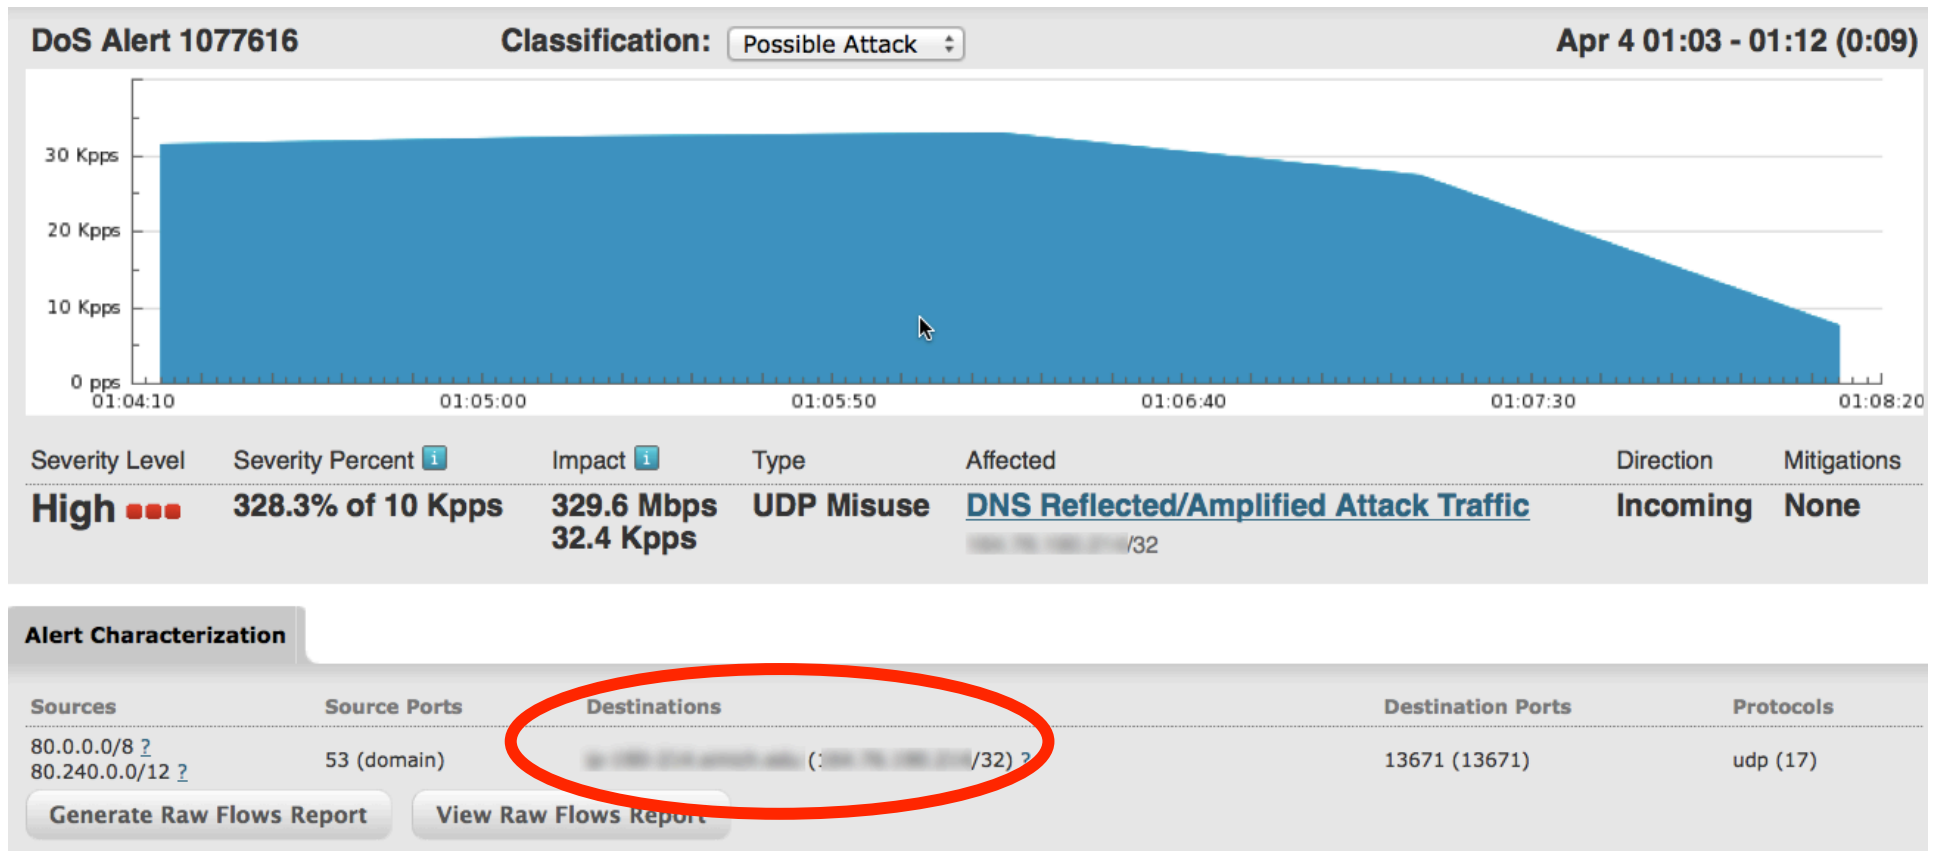 DoS Alert 1077616 Classification: Possible Attack Apr 4 01:03 - 01:12 (0:09)
30 Kpps
20 Kpps
10 Kpps
0 pps
01:04:10 01:05:00 01:05:50 01:06:40 01:07:30 01:08:20
Severity Level Severity Percent i Impact i Type Affected Direction Mitigations
High 328.3% of 10 Kpps 329.6 Mbps UDP Misuse DNS Reflected/Amplified Attack Traffic Incoming None
32.4 Kpps /32
Alert Characterization
Sources Source Ports Destinations Destination Ports Protocols
80.0.0.0/8 ? 53 (domain) ( /32) ? 13671 (13671) udp (17)
80.240.0.0/12 ?
Generate Raw Flows Report View Raw Flows Report